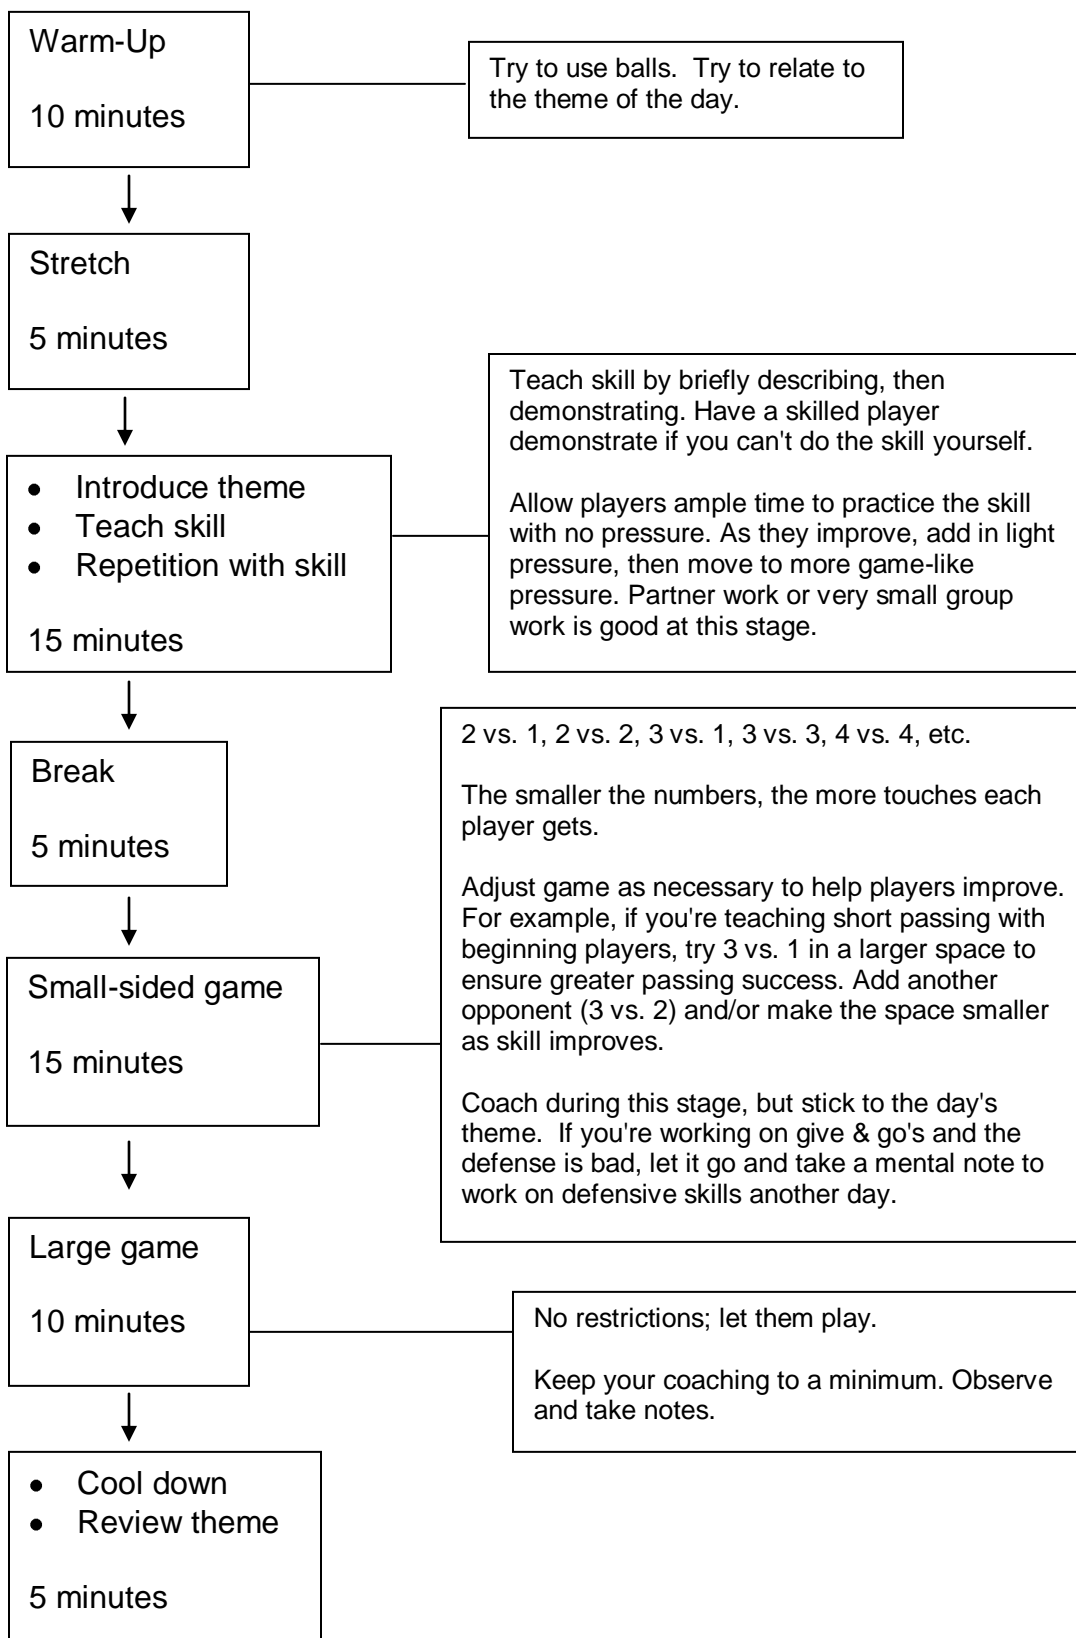 Warm-Up
10 minutes
Try to use balls.  Try to relate to
the theme of the day.
Stretch
5 minutes
• Introduce theme
• Teach skill
• Repetition with skill
15 minutes
Teach skill by briefly describing, then
demonstrating. Have a skilled player
demonstrate if you can't do the skill yourself.
Allow players ample time to practice the skill
with no pressure. As they improve, add in light
pressure, then move to more game-like
pressure. Partner work or very small group
work is good at this stage.
Break
5 minutes
Small-sided game
15 minutes
2 vs. 1, 2 vs. 2, 3 vs. 1, 3 vs. 3, 4 vs. 4, etc.
The smaller the numbers, the more touches each
player gets.
Adjust game as necessary to help players improve.
For example, if you're teaching short passing with
beginning players, try 3 vs. 1 in a larger space to
ensure greater passing success. Add another
opponent (3 vs. 2) and/or make the space smaller
as skill improves.
Coach during this stage, but stick to the day's
theme.  If you're working on give & go's and the
defense is bad, let it go and take a mental note to
work on defensive skills another day.
Large game
10 minutes
No restrictions; let them play.
Keep your coaching to a minimum. Observe
and take notes.
• Cool down
• Review theme
5 minutes